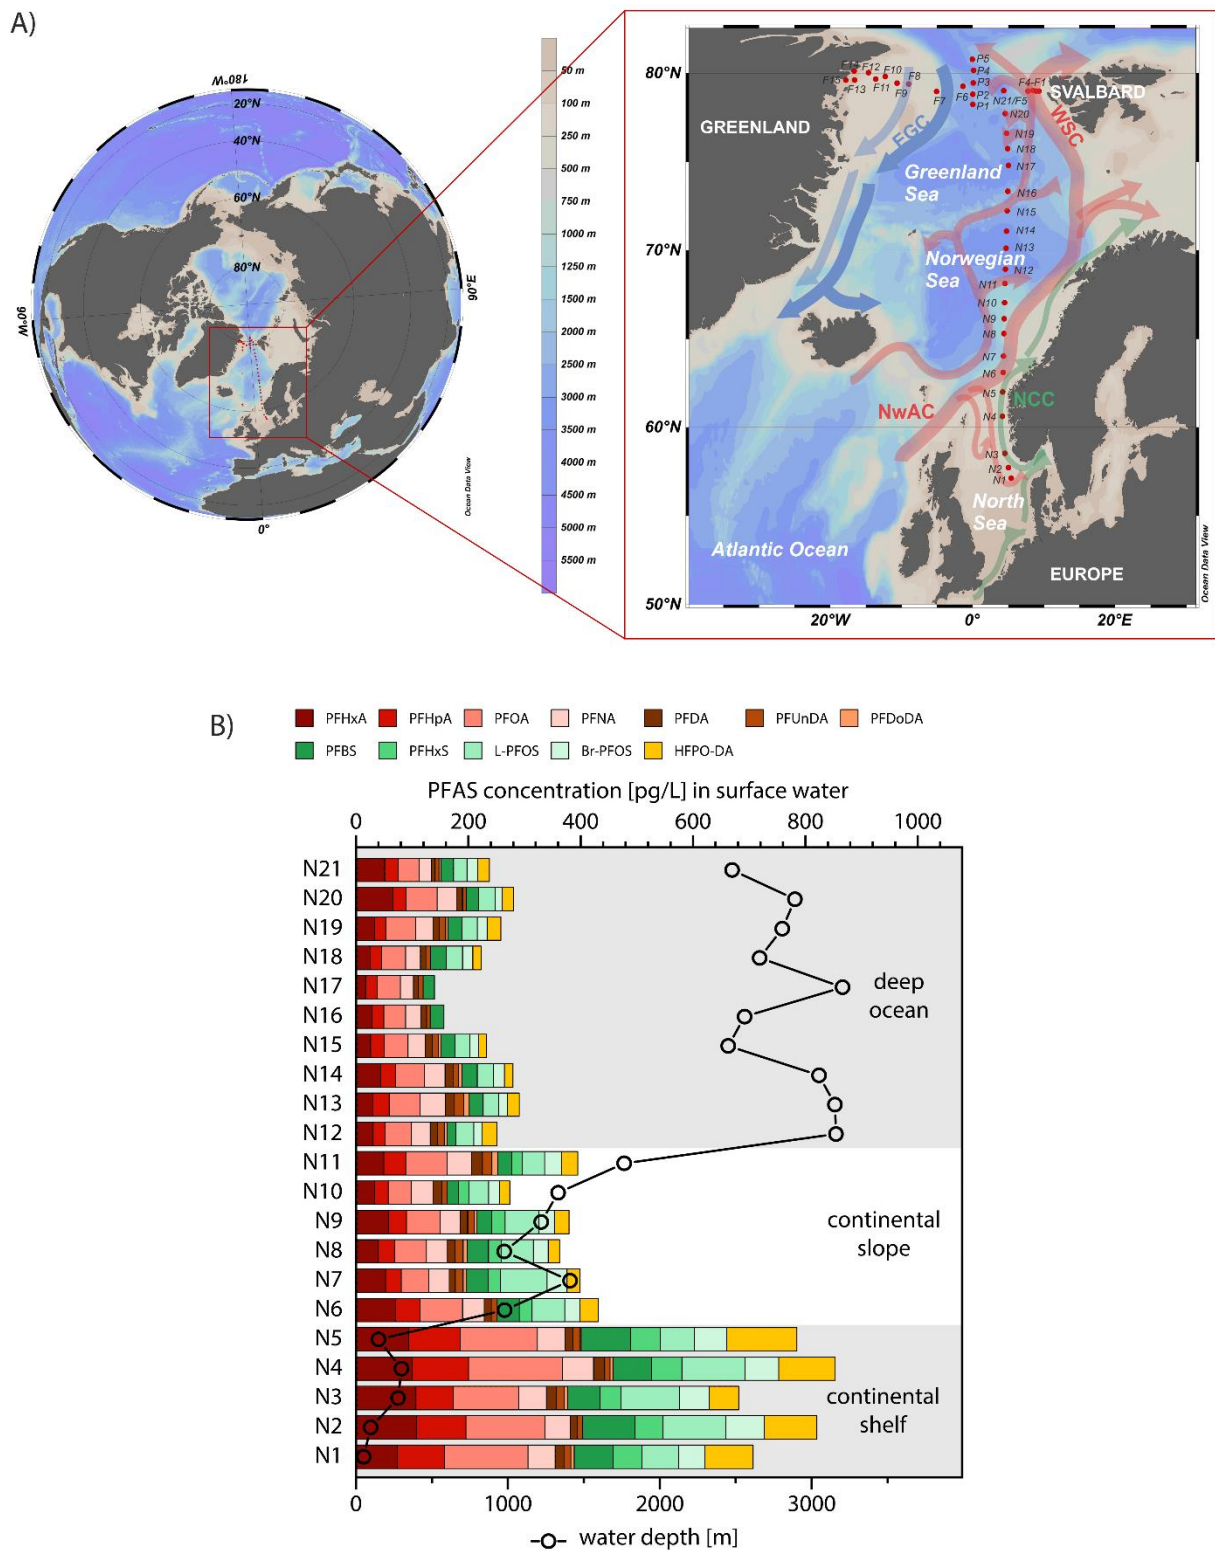 A)
180°W
20°N
40°N
60°N
80°N
90°W
90°E
0°
50 m
100 m
250 m
500 m
750 m
1000 m
1250 m
1500 m
2000 m
2500 m
3000 m
3500 m
4000 m
4500 m
5000 m
5500 m
Ocean Data View
80°N
70°N
60°N
50°N
20°W
0°
20°E
GREENLAND
SVALBARD
EUROPE
Greenland
Sea
Norwegian
Sea
North
Sea
Atlantic Ocean
EGC
WSC
NwAC
NCC
F15
F13
F12
F11
F10
F9
F8
F7
F6
F4-F1
P5
P4
P3
P2
P1
N21/F5
N20
N19
N18
N17
N16
N15
N14
N13
N12
N11
N10
N9
N8
N7
N6
N5
N4
N3
N2
N1
Ocean Data View
B)
PFHxA PFHpA PFOA PFNA PFDA PFUnDA PFDoDA
PFBS PFHxS L-PFOS Br-PFOS HFPO-DA
PFAS concentration [pg/L] in surface water
0 200 400 600 800 1000
N21
N20
N19
N18
N17
N16
N15
N14
N13
N12
N11
N10
N9
N8
N7
N6
N5
N4
N3
N2
N1
deep
ocean
continental
slope
continental
shelf
0 1000 2000 3000
water depth [m]